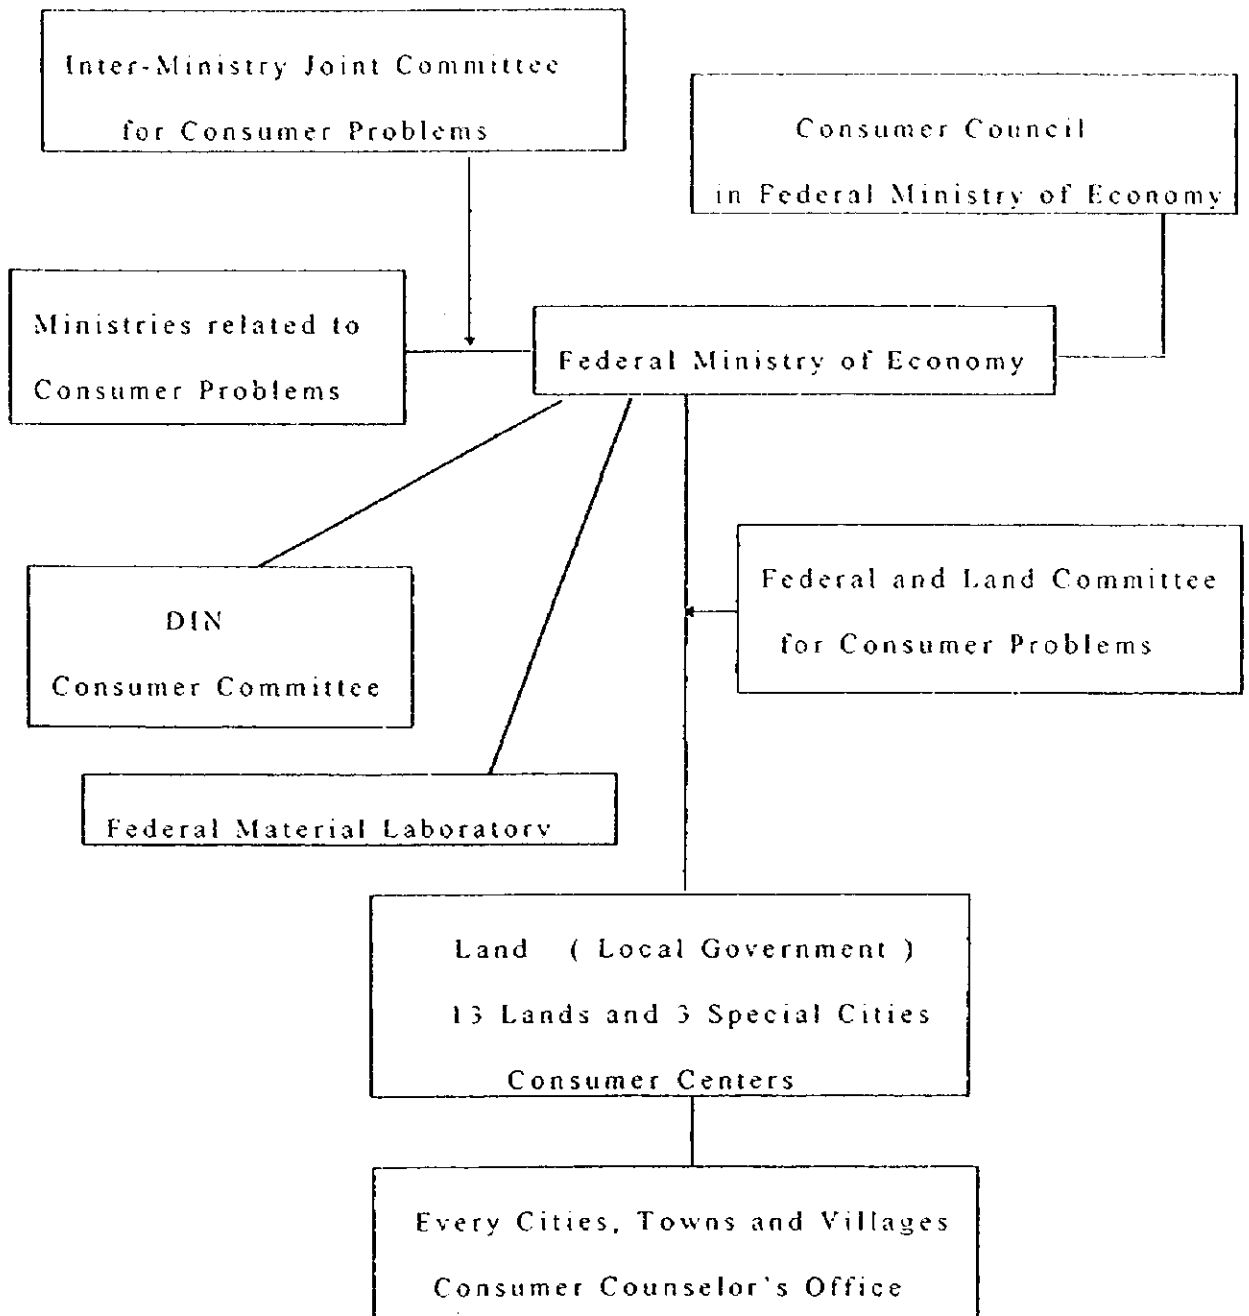 Inter-Ministry Joint Committee
for Consumer Problems
Consumer Council
in Federal Ministry of Economy
Ministries related to
Consumer Problems
Federal Ministry of Economy
Federal and Land Committee
for Consumer Problems
DIN
Consumer Committee
Federal Material Laboratory
Land ( Local Government )
13 Lands and 3 Special Cities
Consumer Centers
Every Cities, Towns and Villages
Consumer Counselor's Office